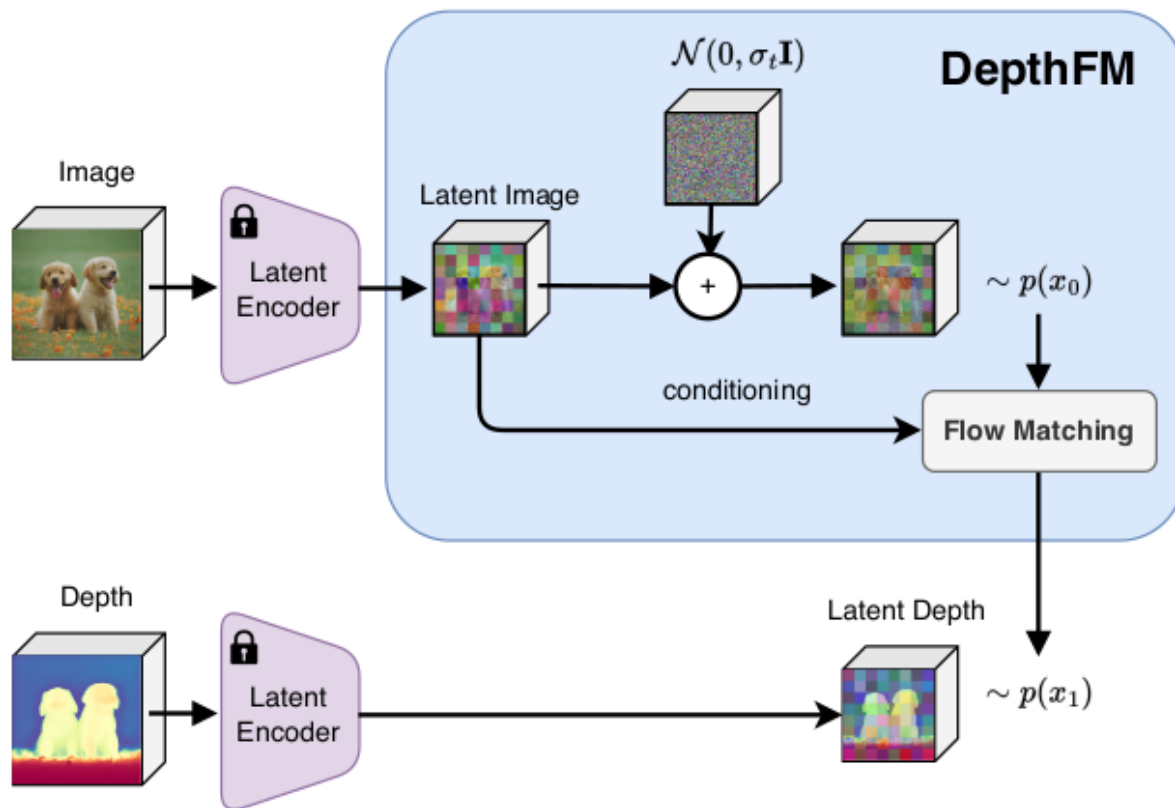 DepthFM
𝒩(0, σₜ𝐈)
Image
Latent Image
Latent
Encoder
+
∼ p(x₀)
conditioning
Flow Matching
Depth
Latent Depth
Latent
Encoder
∼ p(x₁)